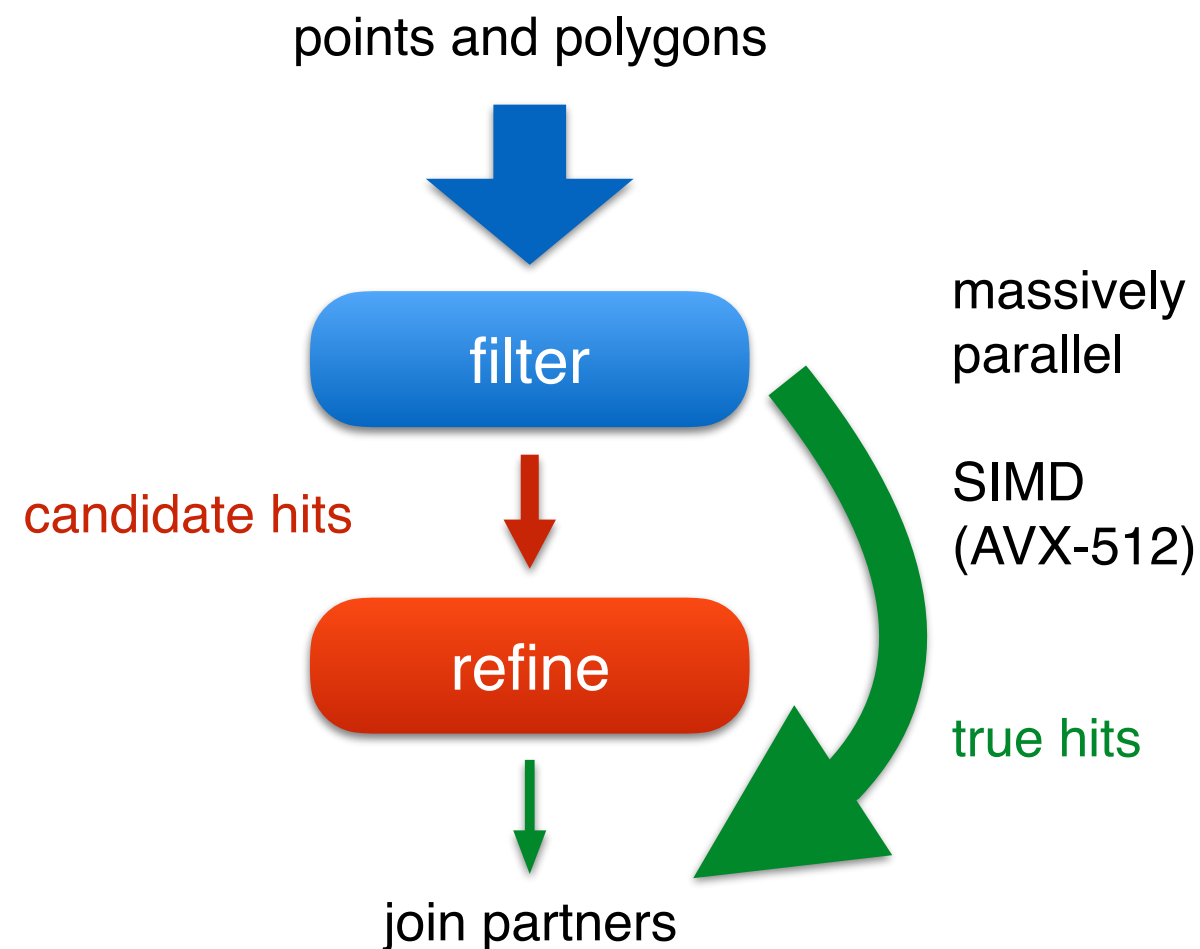 points and polygons
filter
massively
parallel
SIMD
(AVX-512)
candidate hits
refine
true hits
join partners